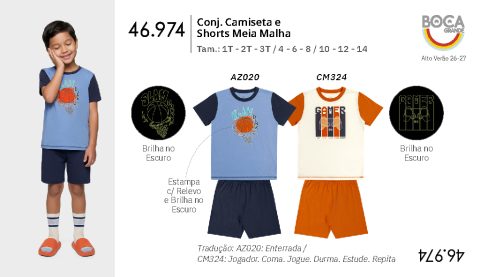 46.974
Conj. Camiseta e
Shorts Meia Malha
Tam.: 1T - 2T - 3T / 4 - 6 - 8 / 10 - 12 - 14
BOCA
GRANDE
Alto Verão 26-27
AZ020
CM324
GAMER
Brilha no
Escuro
Brilha no
Escuro
Estampa
c/ Relevo
e Brilha no
Escuro
Tradução: AZ020: Enterrada /
CM324: Jogador. Coma. Jogue. Durma. Estude. Repita
46.974